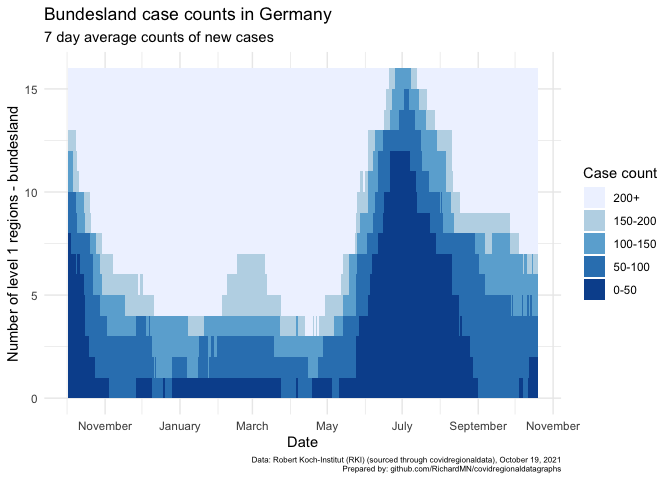 Bundesland case counts in Germany
7 day average counts of new cases
Number of level 1 regions - bundesland
15
10
5
0
November
January
March
May
July
September
November
Date
Case count
200+
150-200
100-150
50-100
0-50
Data: Robert Koch-Institut (RKI) (sourced through covidregionaldata), October 19, 2021
Prepared by: github.com/RichardMN/covidregionaldatagraphs